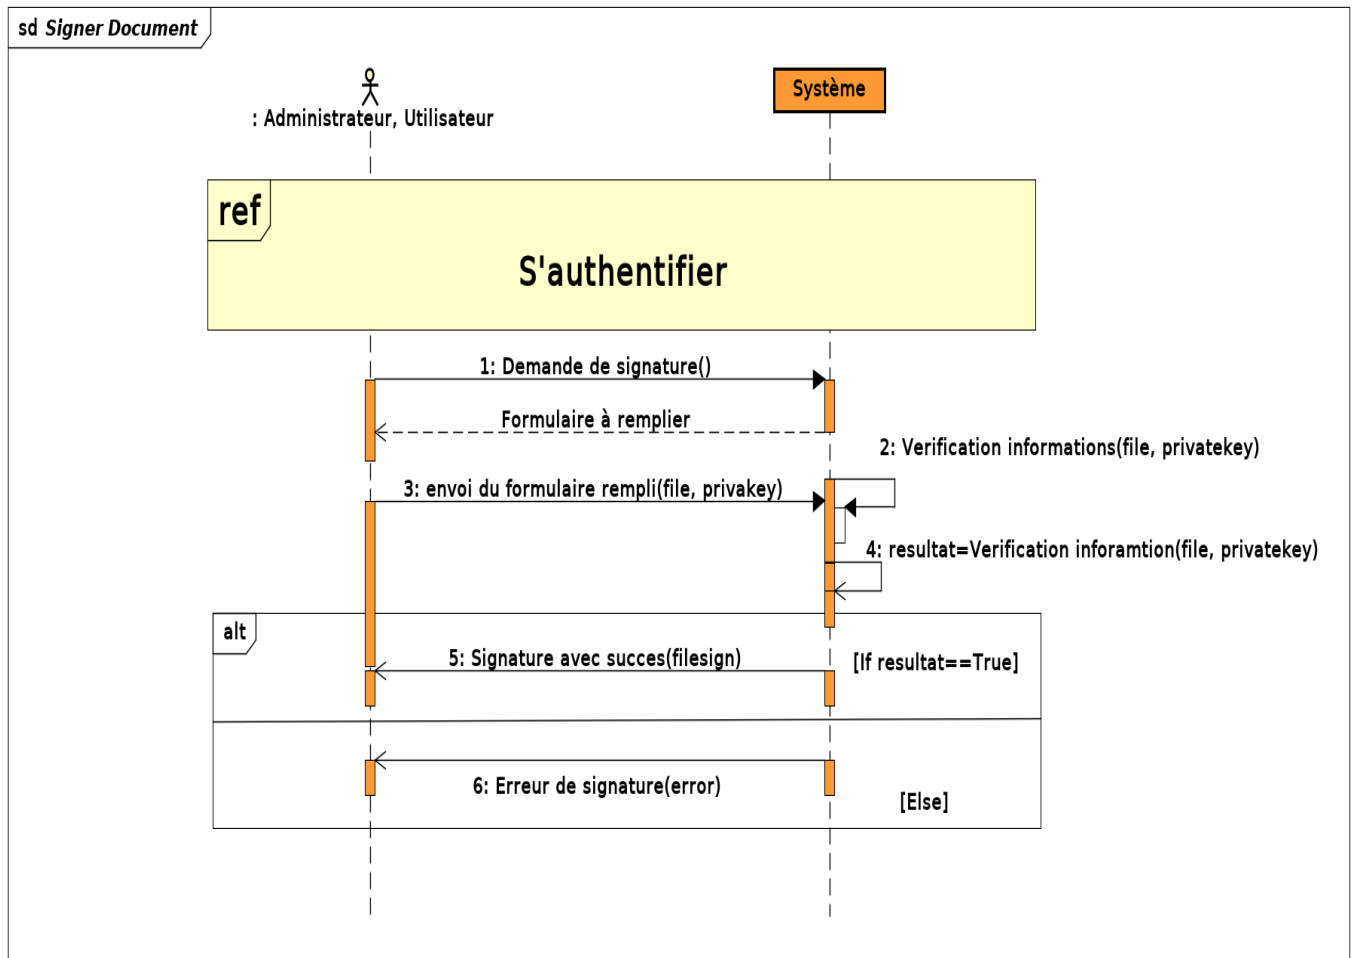 sd Signer Document
: Administrateur, Utilisateur
Système
ref
S'authentifier
1: Demande de signature()
Formulaire à remplier
2: Verification informations(file, privatekey)
3: envoi du formulaire rempli(file, privakey)
4: resultat=Verification inforamtion(file, privatekey)
alt
5: Signature avec succes(filesign)
[If resultat==True]
6: Erreur de signature(error)
[Else]